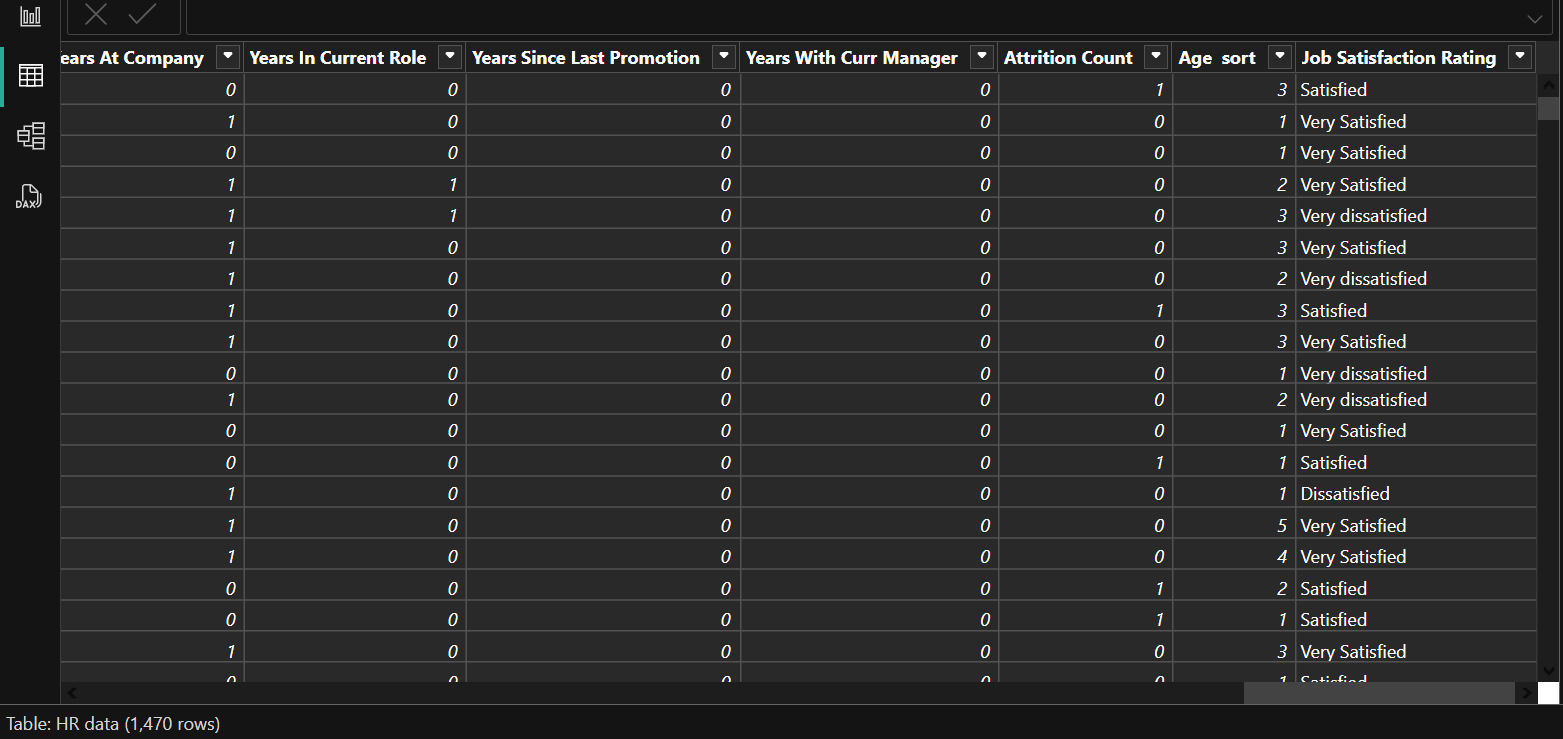 ears At Company Years In Current Role Years Since Last Promotion Years With Curr Manager Attrition Count Age sort Job Satisfaction Rating
0 0 0 0 1 3 Satisfied
1 0 0 0 0 1 Very Satisfied
0 0 0 0 0 1 Very Satisfied
1 1 0 0 0 2 Very Satisfied
1 1 0 0 0 3 Very dissatisfied
1 0 0 0 0 3 Very Satisfied
1 0 0 0 0 2 Very dissatisfied
1 0 0 0 1 3 Satisfied
1 0 0 0 0 3 Very Satisfied
0 0 0 0 0 1 Very dissatisfied
1 0 0 0 0 2 Very dissatisfied
0 0 0 0 0 1 Very Satisfied
0 0 0 0 1 1 Satisfied
1 0 0 0 0 1 Dissatisfied
1 0 0 0 0 5 Very Satisfied
1 0 0 0 0 4 Very Satisfied
0 0 0 0 1 2 Satisfied
0 0 0 0 1 1 Satisfied
1 0 0 0 0 3 Very Satisfied
0 0 0 0 0 1 Satisfied
DAX
Table: HR data (1,470 rows)